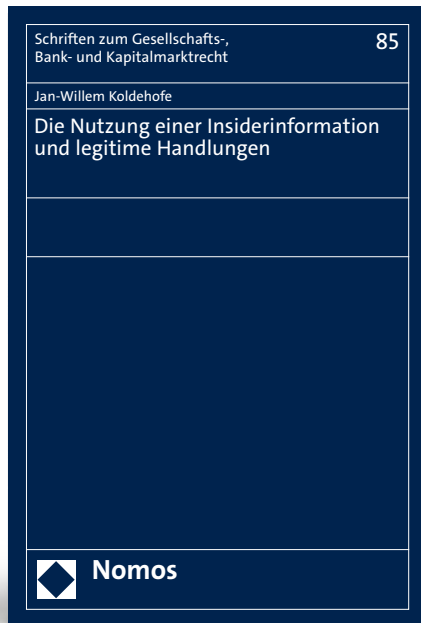 Schriften zum Gesellschafts-,
Bank- und Kapitalmarktrecht
85
Jan-Willem Koldehofe
Die Nutzung einer Insiderinformation
und legitime Handlungen
Nomos